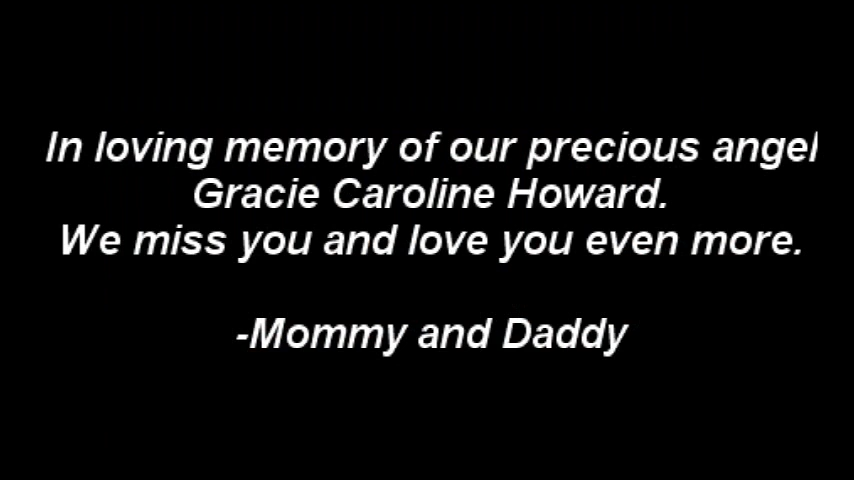 In loving memory of our precious angel
Gracie Caroline Howard.
We miss you and love you even more.
-Mommy and Daddy